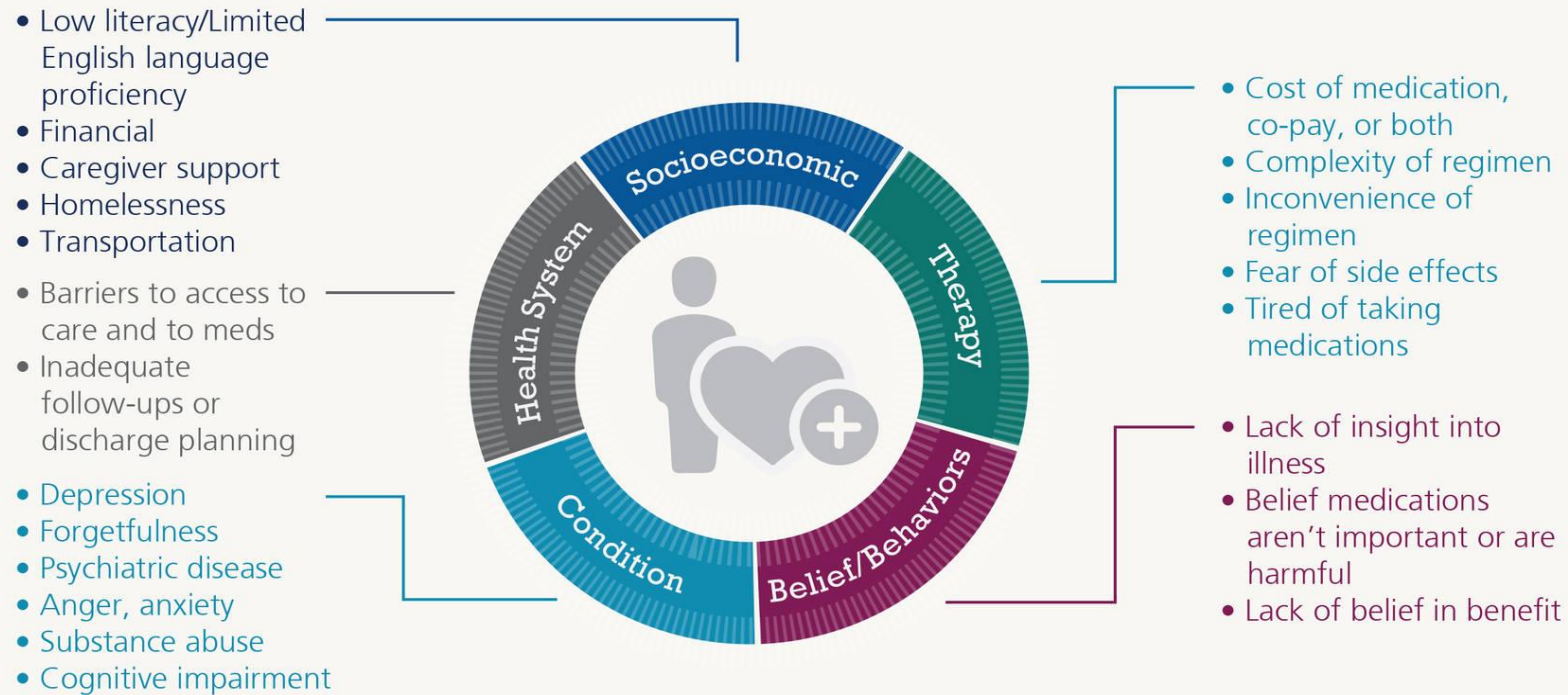 • Low literacy/Limited
English language
proficiency
• Financial
• Caregiver support
• Homelessness
• Transportation
• Barriers to access to
care and to meds
• Inadequate
follow-ups or
discharge planning
• Depression
• Forgetfulness
• Psychiatric disease
• Anger, anxiety
• Substance abuse
• Cognitive impairment
Socioeconomic
Therapy
Belief/Behaviors
Condition
Health System
• Cost of medication,
co-pay, or both
• Complexity of regimen
• Inconvenience of
regimen
• Fear of side effects
• Tired of taking
medications
• Lack of insight into
illness
• Belief medications
aren’t important or are
harmful
• Lack of belief in benefit